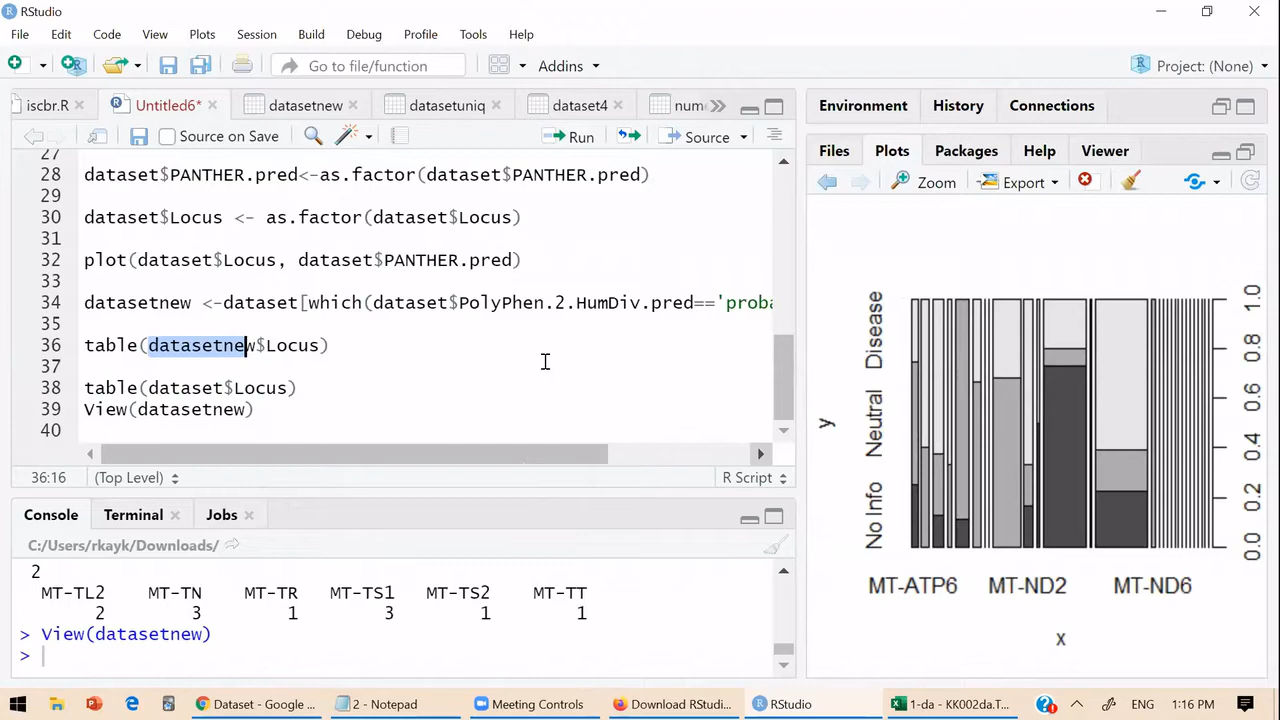 RStudio
File Edit Code View Plots Session Build Debug Profile Tools Help
Go to file/function Addins Project: (None)
iscbr.R Untitled6* datasetnew datasetuniq dataset4 num
Source on Save Run Source
27
28 dataset$PANTHER.pred<-as.factor(dataset$PANTHER.pred)
29
30 dataset$Locus <- as.factor(dataset$Locus)
31
32 plot(dataset$Locus, dataset$PANTHER.pred)
33
34 datasetnew <-dataset[which(dataset$PolyPhen.2.HumDiv.pred=='proba
35
36 table(datasetnew$Locus)
37
38 table(dataset$Locus)
39 View(datasetnew)
40
36:16 (Top Level) R Script
Console Terminal Jobs
C:/Users/rkayk/Downloads/
2
MT-TL2 MT-TN MT-TR MT-TS1 MT-TS2 MT-TT
2 3 1 3 1 1
> View(datasetnew)
>
Environment History Connections
Files Plots Packages Help Viewer
Zoom Export
y
No Info Neutral Disease
0.0 0.2 0.4 0.6 0.8 1.0
MT-ATP6 MT-ND2 MT-ND6
x
Dataset - Google ... 2 - Notepad Meeting Controls Download RStudi... RStudio 1-da - KK002da.T... ENG 1:16 PM